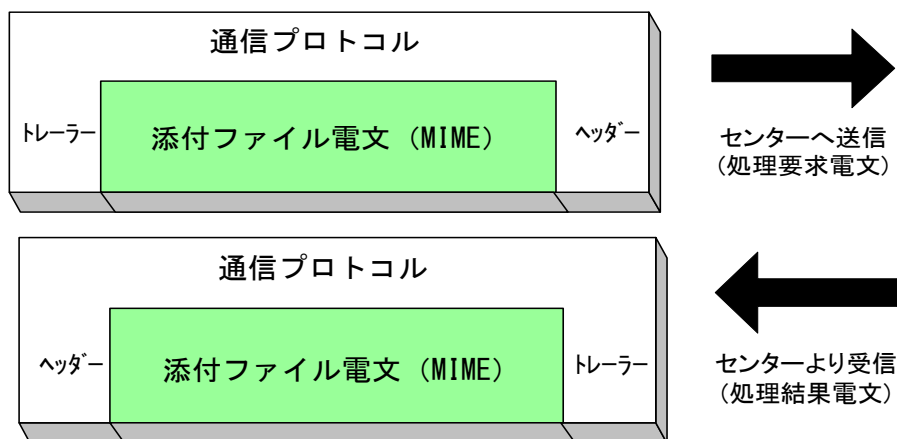 通信プロトコル
トレーラー
添付ファイル電文（MIME）
ヘッダー
センターへ送信
（処理要求電文）
通信プロトコル
ヘッダー
添付ファイル電文（MIME）
トレーラー
センターより受信
（処理結果電文）